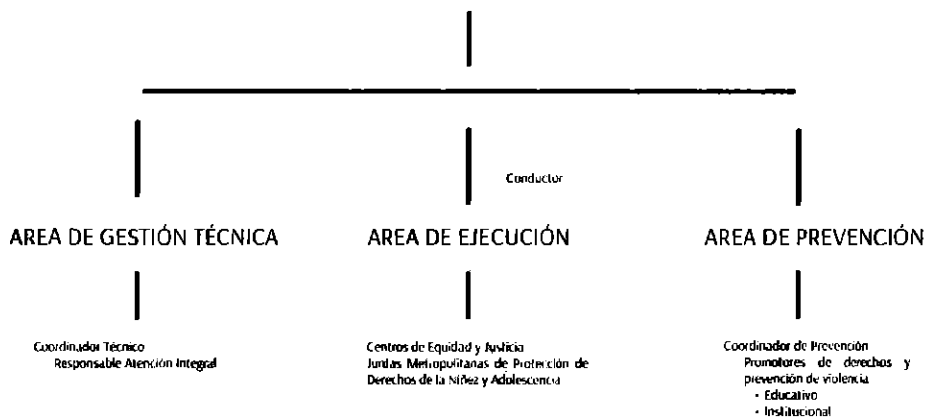 Conductor
AREA DE GESTIÓN TÉCNICA
AREA DE EJECUCIÓN
AREA DE PREVENCIÓN
Coordinador Técnico
Responsable Atención Integral
Centros de Equidad y Justicia
Juntas Metropolitanas de Protección de
Derechos de la Niñez y Adolescencia
Coordinador de Prevención
Promotores de derechos y
prevención de violencia
• Educativo
• Institucional